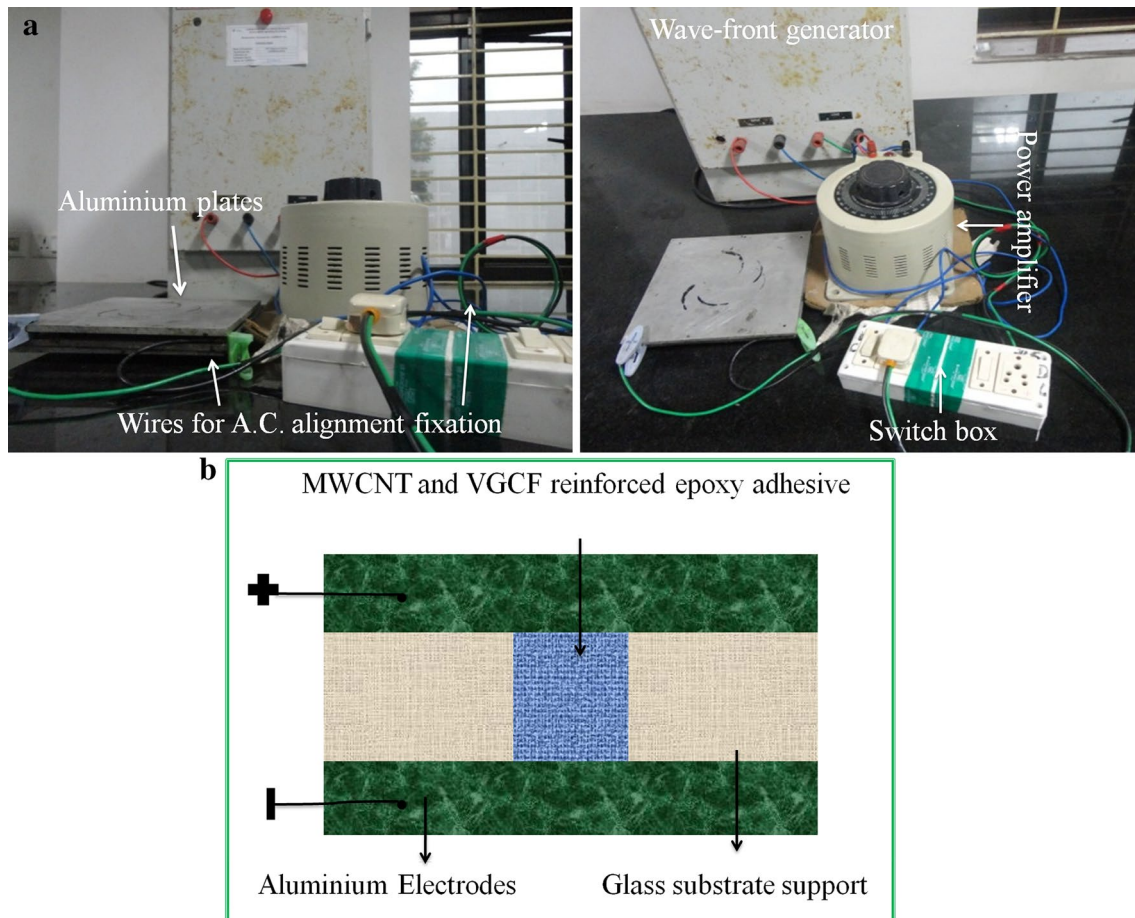 a
Aluminium plates
Wires for A.C. alignment fixation
Wave-front generator
Power amplifier
Switch box
b
MWCNT and VGCF reinforced epoxy adhesive
Aluminium Electrodes
Glass substrate support